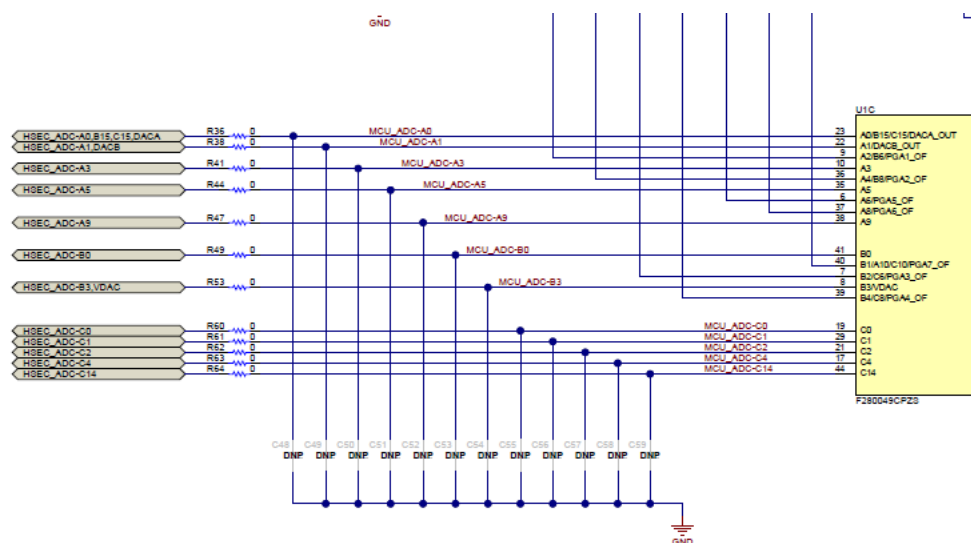 GND
U1C
HSEC_ADC-A0,B15,C15,DACA R36 0 MCU_ADC-A0 23 A0/B15/C15/DACA_OUT
HSEC_ADC-A1,DACB R38 0 MCU_ADC-A1 22 A1/DACB_OUT
9 A2/B6/PGA1_OF
HSEC_ADC-A3 R41 0 MCU_ADC-A3 10 A3
36 A4/B8/PGA2_OF
HSEC_ADC-A5 R44 0 MCU_ADC-A5 35 A5
6 A6/PGA5_OF
37 A8/PGA6_OF
HSEC_ADC-A9 R47 0 MCU_ADC-A9 38 A9
HSEC_ADC-B0 R49 0 MCU_ADC-B0 41 B0
40 B1/A10/C10/PGA7_OF
7 B2/C6/PGA3_OF
HSEC_ADC-B3,VDAC R53 0 MCU_ADC-B3 8 B3/VDAC
39 B4/C8/PGA4_OF
HSEC_ADC-C0 R60 0 MCU_ADC-C0 19 C0
HSEC_ADC-C1 R61 0 MCU_ADC-C1 29 C1
HSEC_ADC-C2 R62 0 MCU_ADC-C2 21 C2
HSEC_ADC-C4 R63 0 MCU_ADC-C4 17 C4
HSEC_ADC-C14 R64 0 MCU_ADC-C14 44 C14
F280049CPZS
C48 C49 C50 C51 C52 C53 C54 C55 C56 C57 C58 C59
DNP DNP DNP DNP DNP DNP DNP DNP DNP DNP DNP DNP
GND